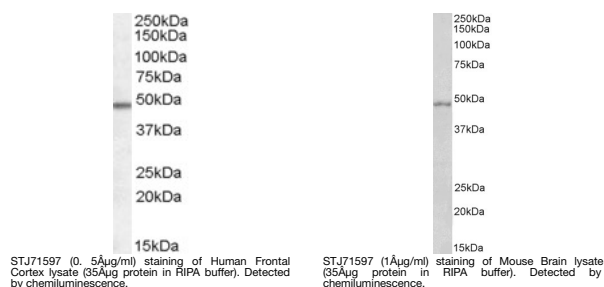 250kDa
150kDa
100kDa
75kDa
50kDa
37kDa
25kDa
20kDa
15kDa
STJ71597 (0. 5Âµg/ml) staining of Human Frontal
Cortex lysate (35Âµg protein in RIPA buffer). Detected
by chemiluminescence.
250kDa
150kDa
100kDa
75kDa
50kDa
37kDa
25kDa
20kDa
15kDa
STJ71597 (1Âµg/ml) staining of Mouse Brain lysate
(35Âµg protein in RIPA buffer). Detected by
chemiluminescence.